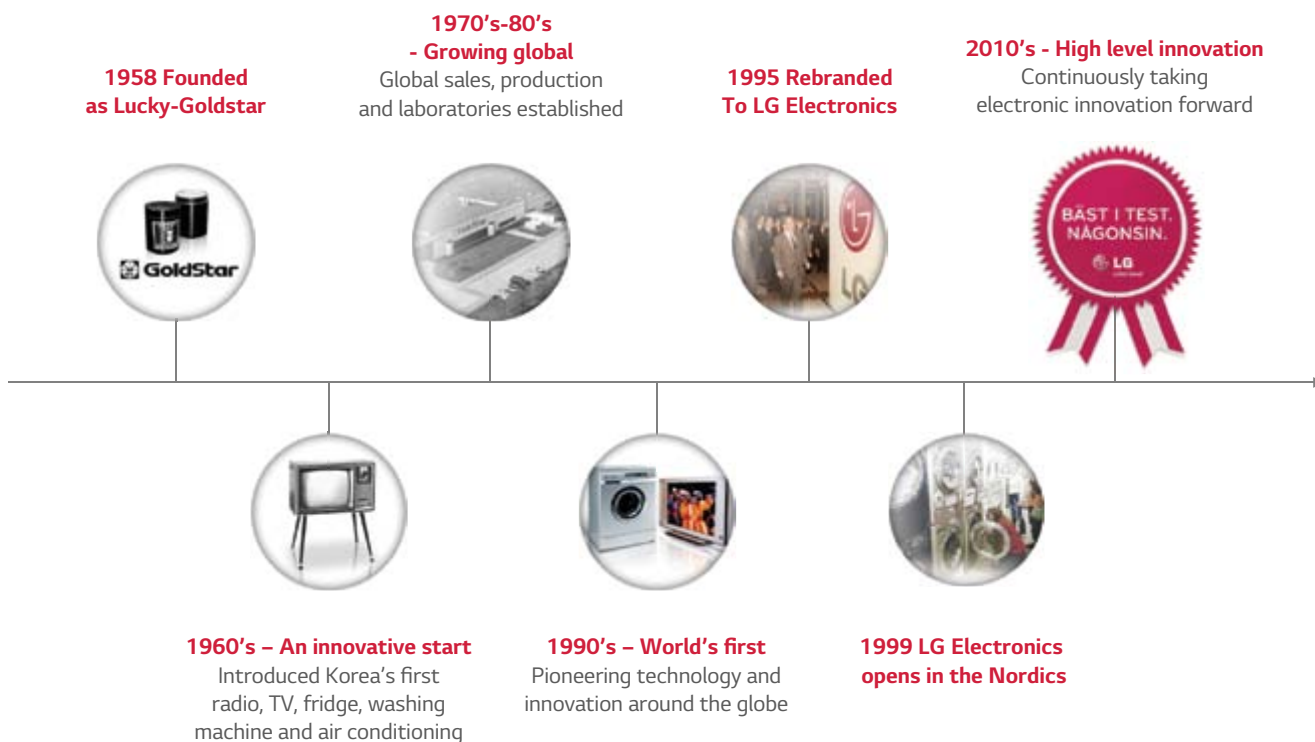 1958 Founded
as Lucky-Goldstar
GoldStar
1960's – An innovative start
Introduced Korea's first
radio, TV, fridge, washing
machine and air conditioning
1970's-80's
- Growing global
Global sales, production
and laboratories established
1990's – World's first
Pioneering technology and
innovation around the globe
1995 Rebranded
To LG Electronics
LG
1999 LG Electronics
opens in the Nordics
2010's - High level innovation
Continuously taking
electronic innovation forward
BÄST I TEST.
NÅGONSIN.
LG